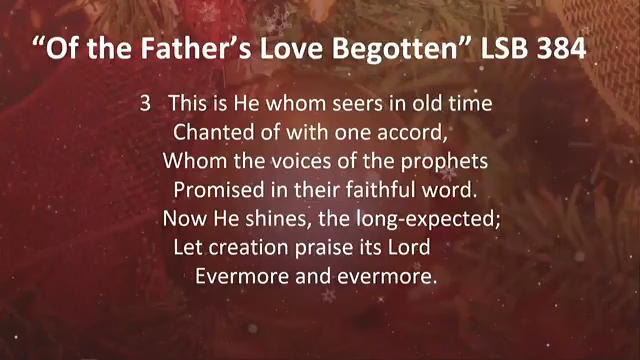 “Of the Father’s Love Begotten” LSB 384
3 This is He whom seers in old time
Chanted of with one accord,
Whom the voices of the prophets
Promised in their faithful word.
Now He shines, the long-expected;
Let creation praise its Lord
Evermore and evermore.